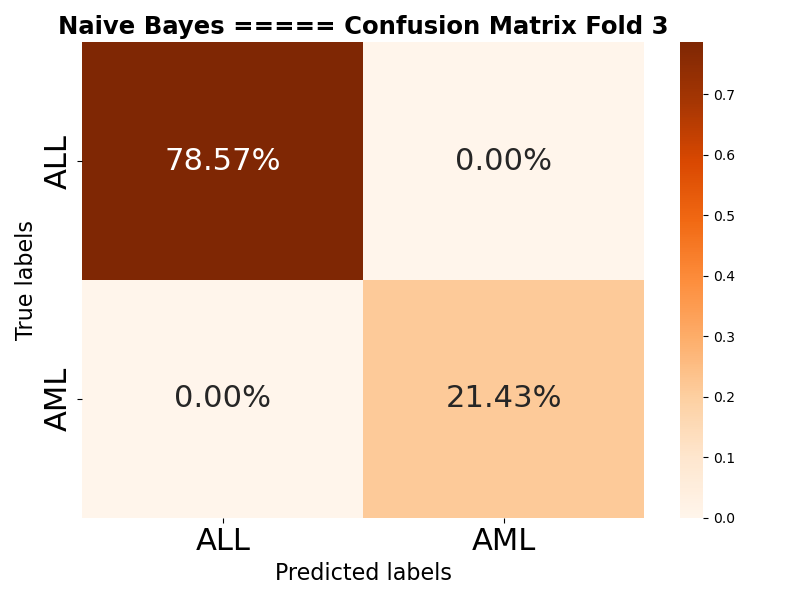 Naive Bayes ===== Confusion Matrix Fold 3
True labels
ALL
78.57%
0.00%
AML
0.00%
21.43%
ALL
AML
Predicted labels
0.7
0.6
0.5
0.4
0.3
0.2
0.1
0.0